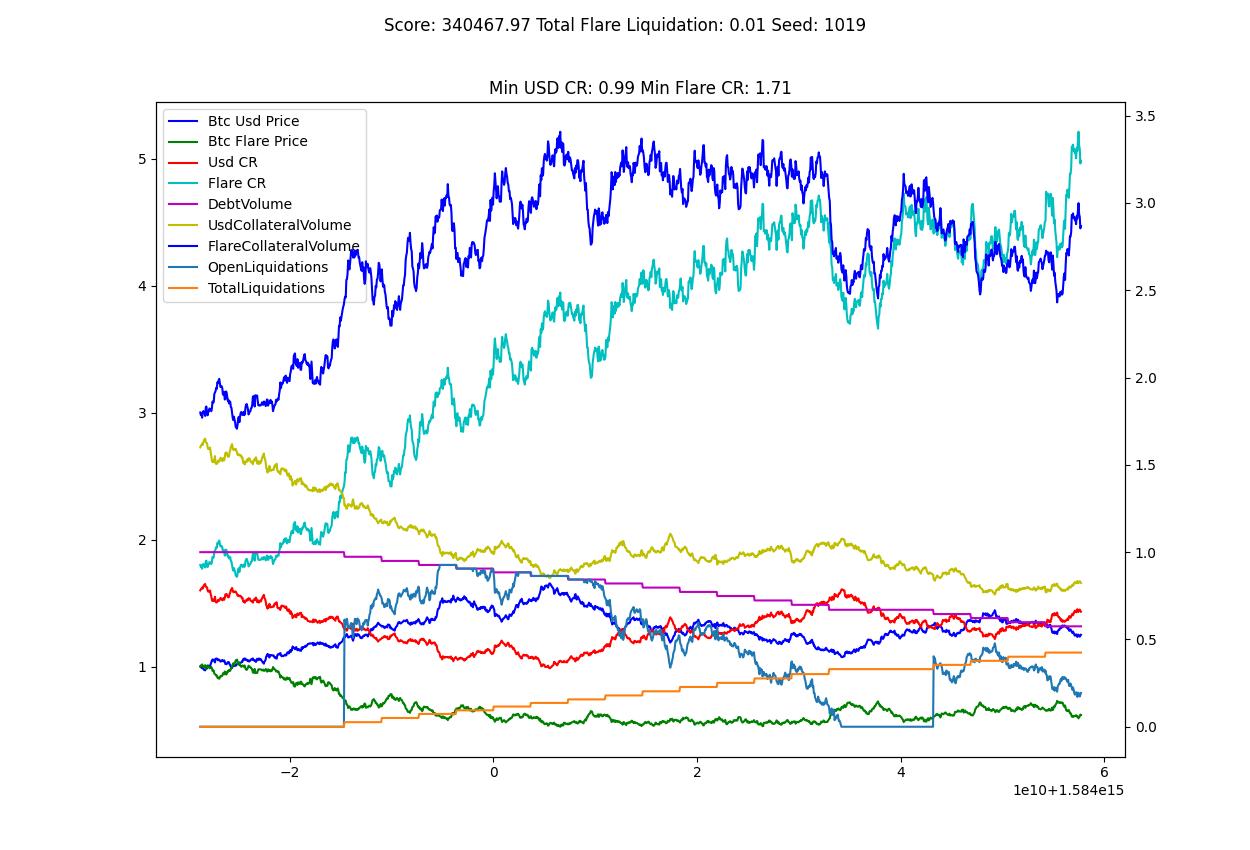 Score: 340467.97 Total Flare Liquidation: 0.01 Seed: 1019
Min USD CR: 0.99 Min Flare CR: 1.71
Btc Usd Price
Btc Flare Price
Usd CR
Flare CR
DebtVolume
UsdCollateralVolume
FlareCollateralVolume
OpenLiquidations
TotalLiquidations
5
4
3
2
1
3.5
3.0
2.5
2.0
1.5
1.0
0.5
0.0
−2 0 2 4 6
1e10+1.584e15